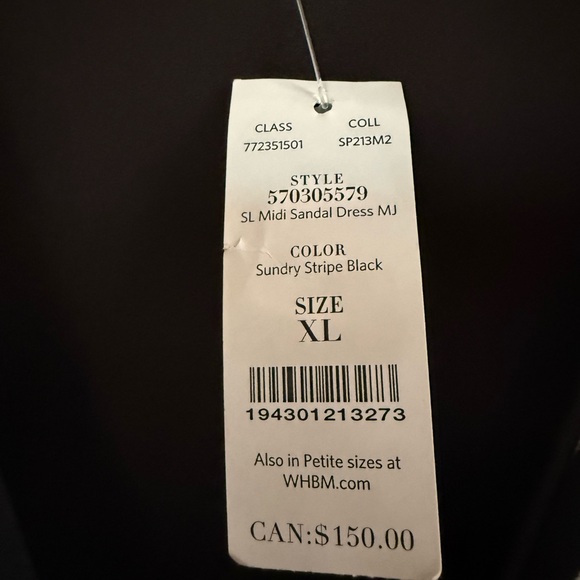 CLASS COLL
772351501 SP213M2
STYLE
570305579
SL Midi Sandal Dress MJ
COLOR
Sundry Stripe Black
SIZE
XL
194301213273
Also in Petite sizes at
WHBM.com
CAN:$150.00